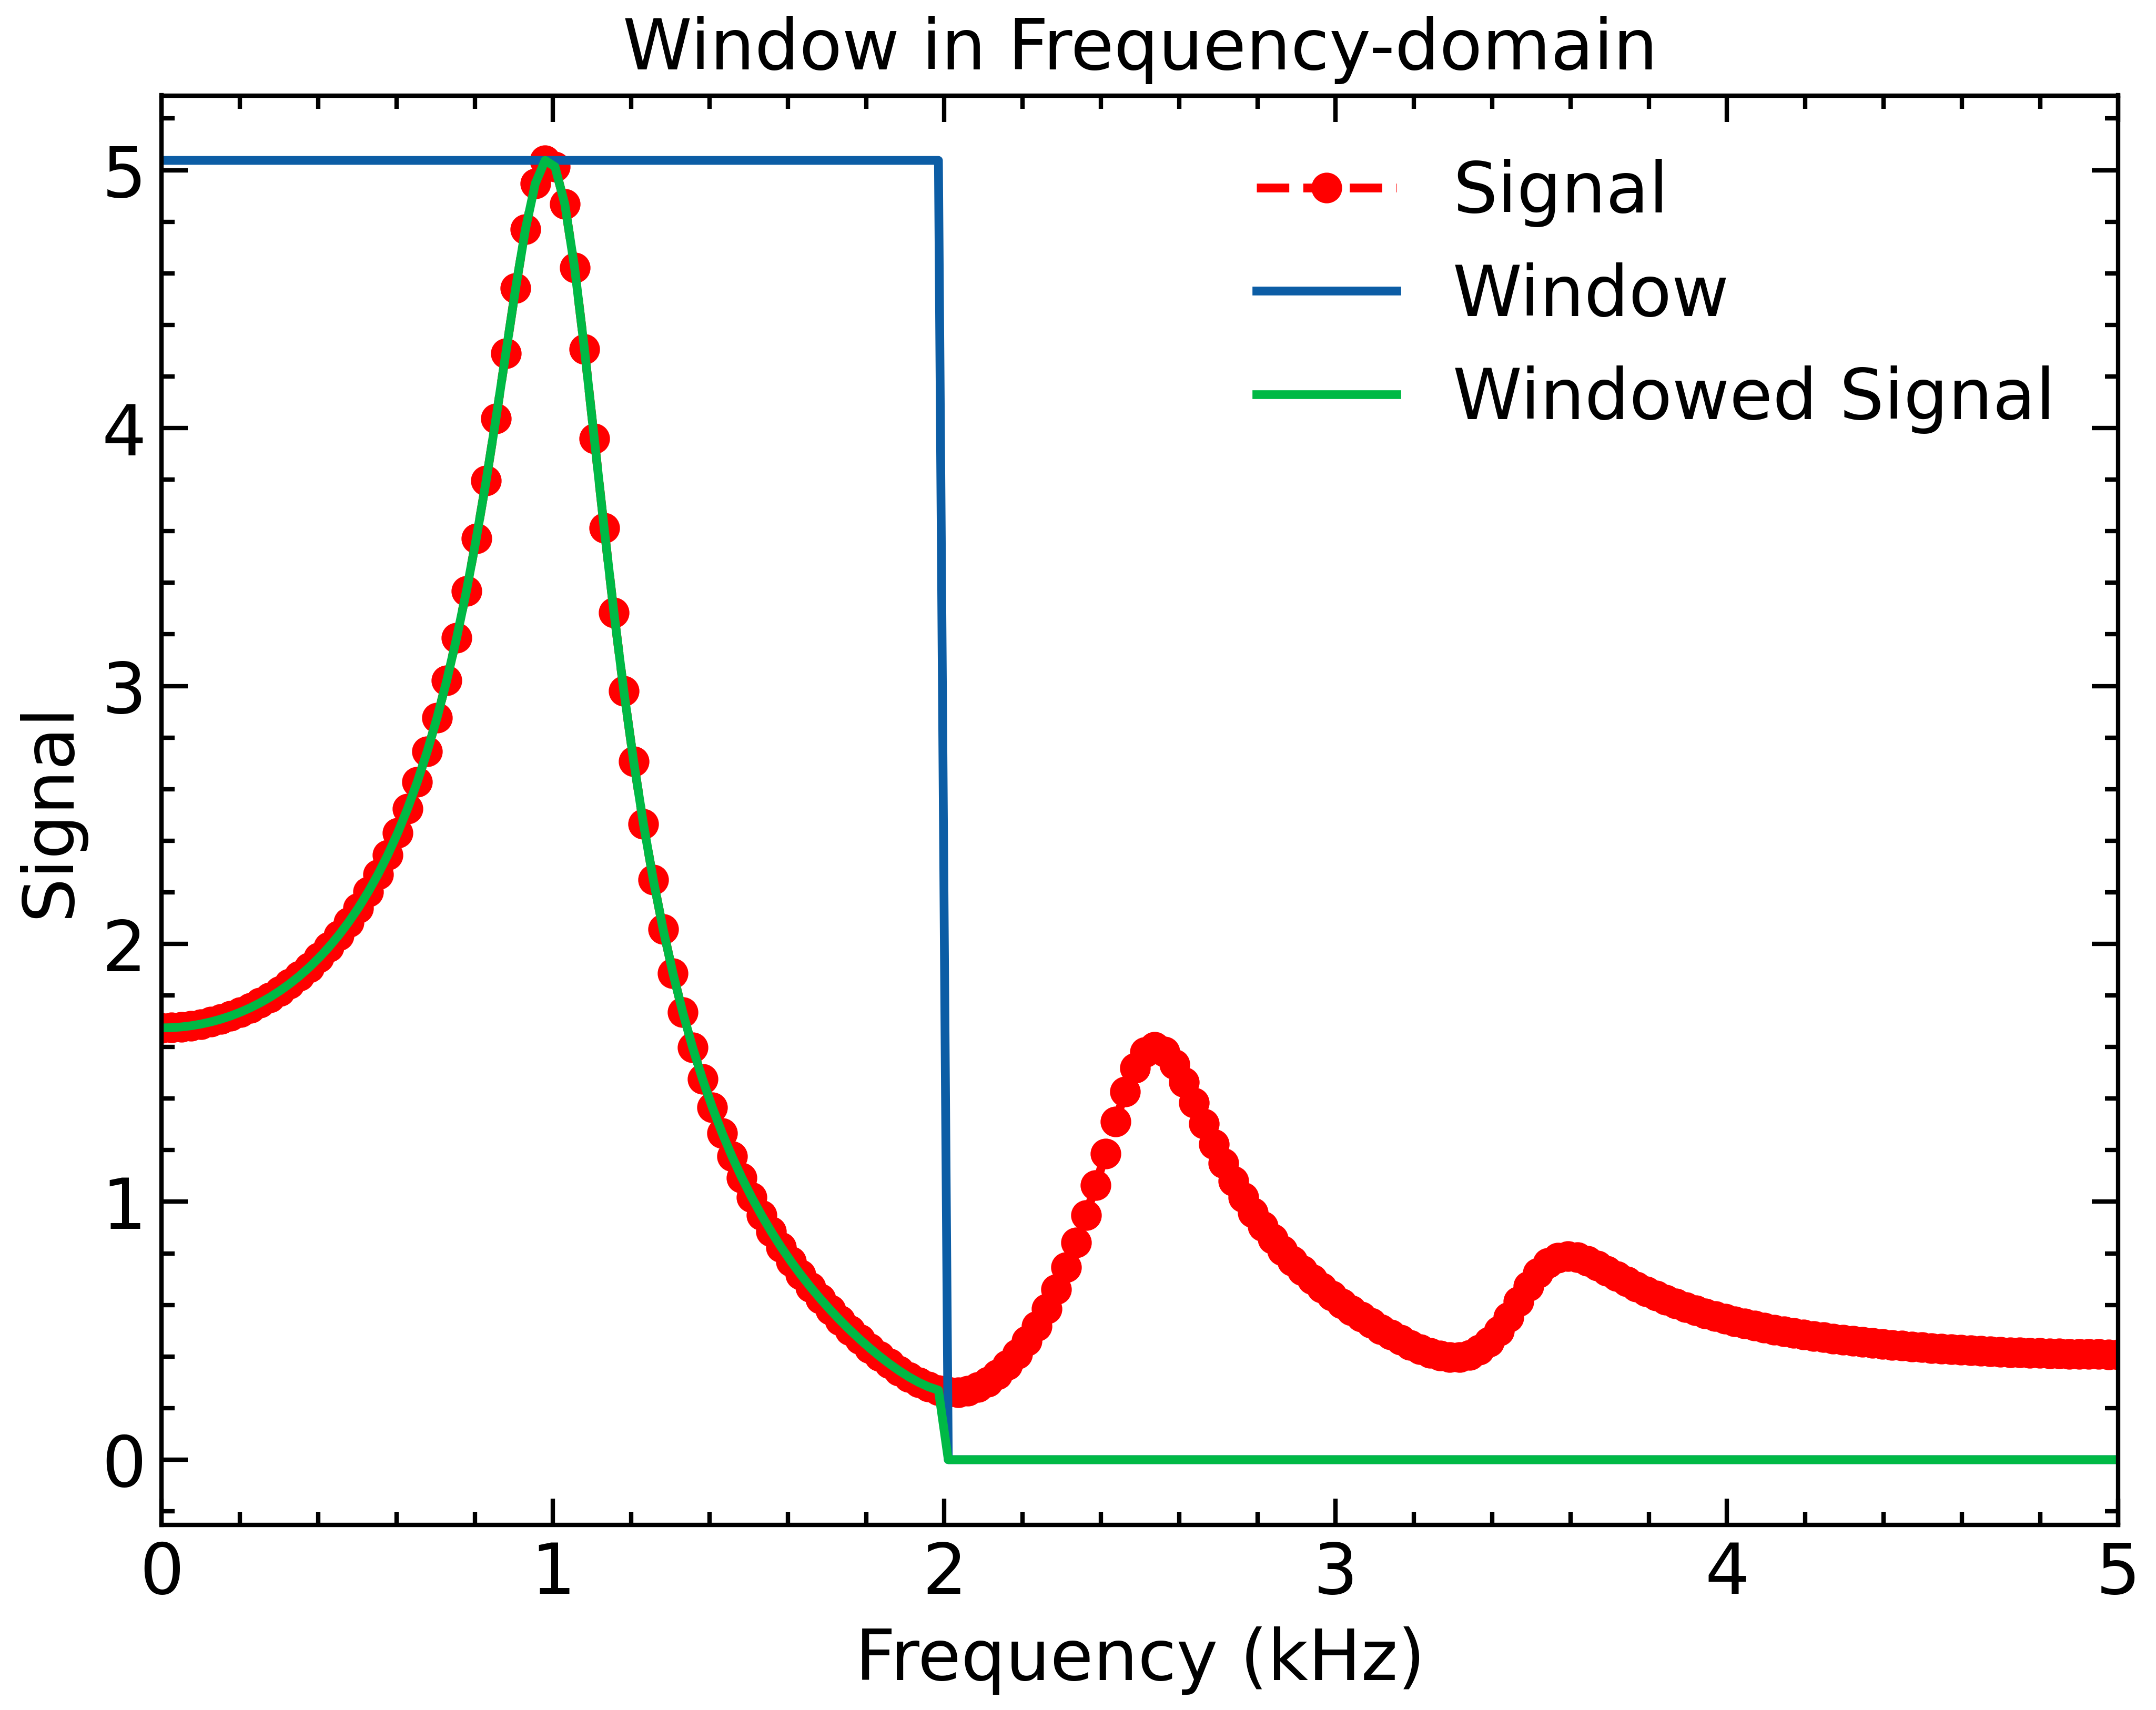 Window in Frequency-domain
Signal
Window
Windowed Signal
Signal
5
4
3
2
1
0
0 1 2 3 4 5
Frequency (kHz)